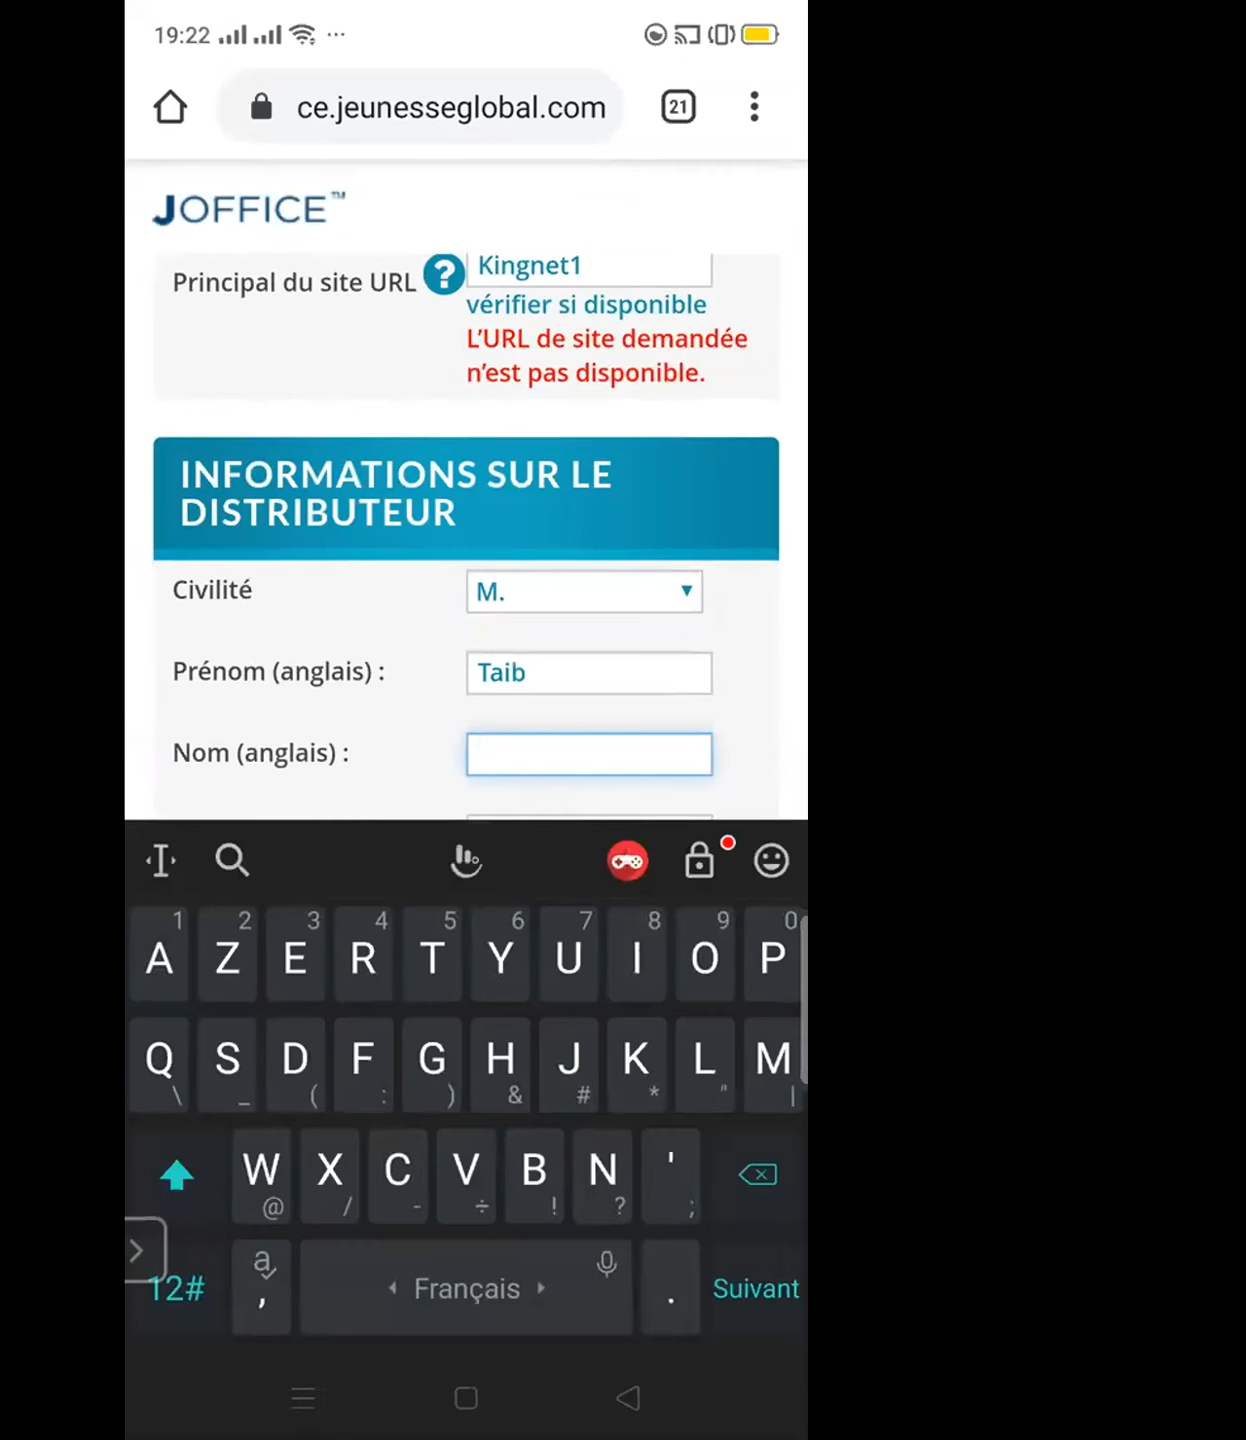 19:22
ce.jeunesseglobal.com
21
JOFFICE™
Principal du site URL ? Kingnet1
vérifier si disponible
L'URL de site demandée
n'est pas disponible.
INFORMATIONS SUR LE
DISTRIBUTEUR
Civilité M.
Prénom (anglais) : Taib
Nom (anglais) :
1 2 3 4 5 6 7 8 9 0
A Z E R T Y U I O P
Q S D F G H J K L M
\ _ ( : ) & # * " |
W X C V B N '
@ / - ÷ ! ? ;
12# a , Français . Suivant